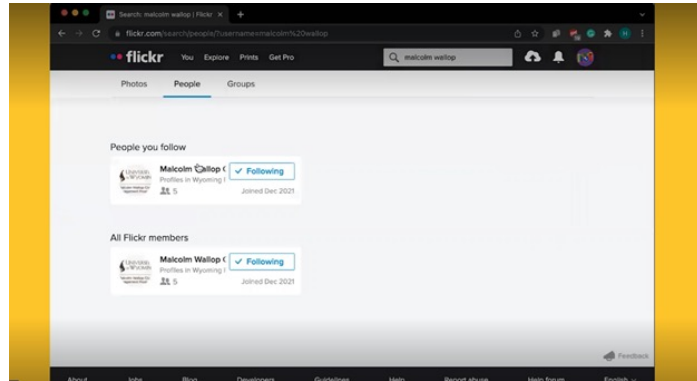 Search: malcolm wallop | Flickr
flickr.com/search/people/?username=malcolm%20wallop
flickr You Explore Prints Get Pro malcolm wallop
Photos People Groups
People you follow
Malcolm Wallop C Following
Profiles in Wyoming
5 Joined Dec 2021
All Flickr members
Malcolm Wallop C Following
Profiles in Wyoming
5 Joined Dec 2021
Feedback
About Jobs Blog Developers Guidelines Help Report abuse Help forum English